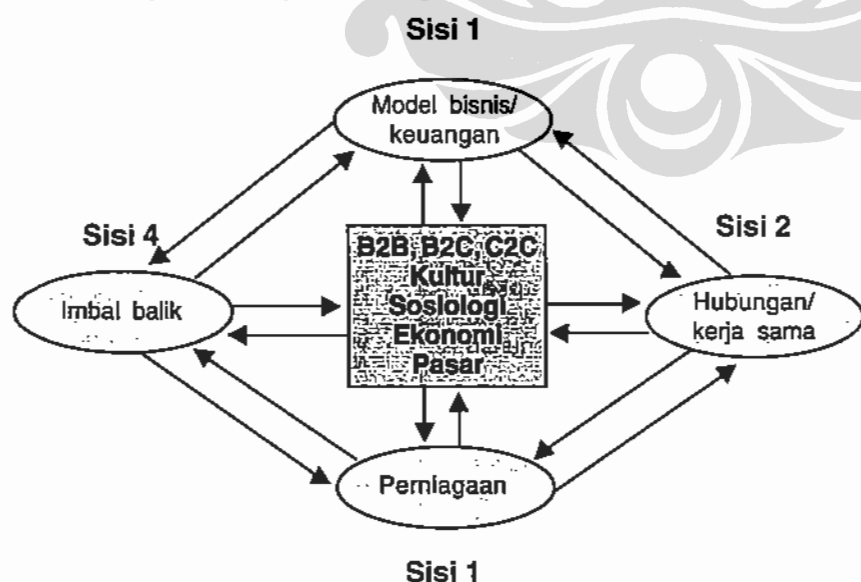 Sisi 1
Model bisnis/
keuangan
Sisi 4
Sisi 2
B2B, B2C, C2C
Kultur
Sosiologi
Ekonomi
Pasar
Imbal balik
Hubungan/
kerja sama
Perniagaan
Sisi 1